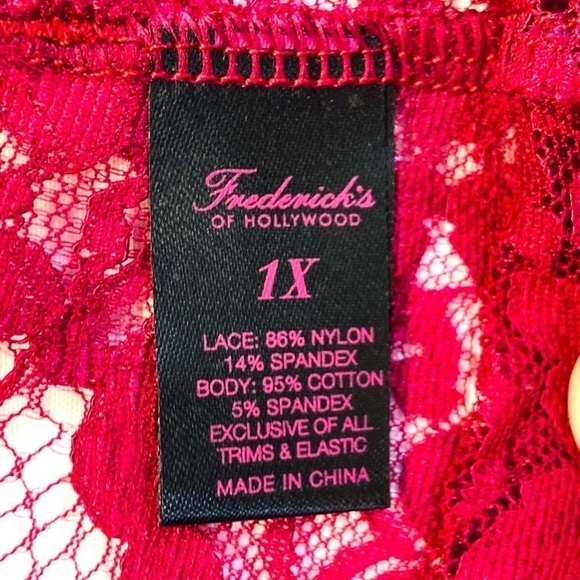 Frederick's
OF HOLLYWOOD
1X
LACE: 86% NYLON
14% SPANDEX
BODY: 95% COTTON
5% SPANDEX
EXCLUSIVE OF ALL
TRIMS & ELASTIC
MADE IN CHINA